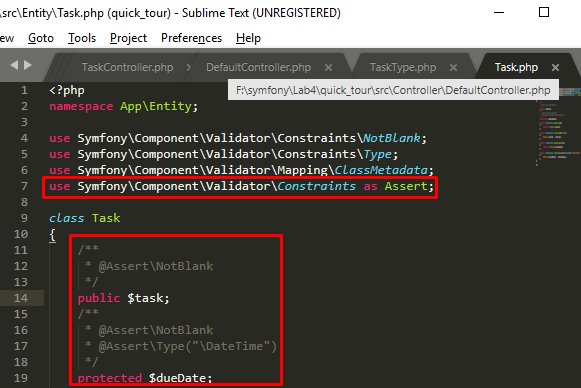 \src\Entity\Task.php (quick_tour) - Sublime Text (UNREGISTERED)
iew Goto Tools Project Preferences Help
TaskController.php × DefaultController.php × TaskType.php × Task.php ×
F:\symfony\Lab4\quick_tour\src\Controller\DefaultController.php
1 <?php
2 namespace App\Entity;
3
4 use Symfony\Component\Validator\Constraints\NotBlank;
5 use Symfony\Component\Validator\Constraints\Type;
6 use Symfony\Component\Validator\Mapping\ClassMetadata;
7 use Symfony\Component\Validator\Constraints as Assert;
8
9 class Task
10 {
11 /**
12 * @Assert\NotBlank
13 */
14 public $task;
15 /**
16 * @Assert\NotBlank
17 * @Assert\Type("\DateTime")
18 */
19 protected $dueDate;